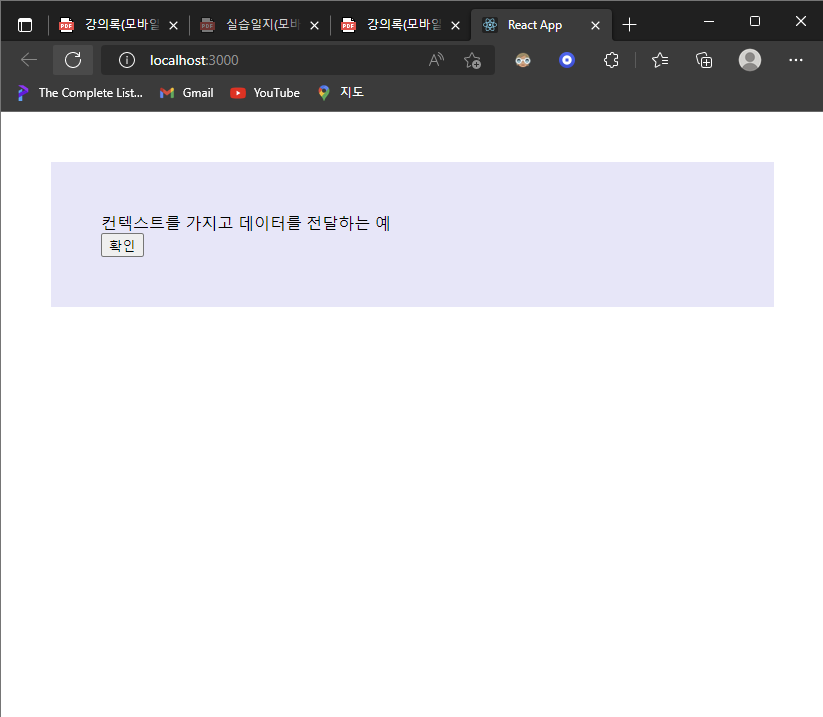 강의록(모바일
실습일지(모바
강의록(모바일
React App
localhost:3000
The Complete List...
Gmail
YouTube
지도
컨텍스트를 가지고 데이터를 전달하는 예
확인